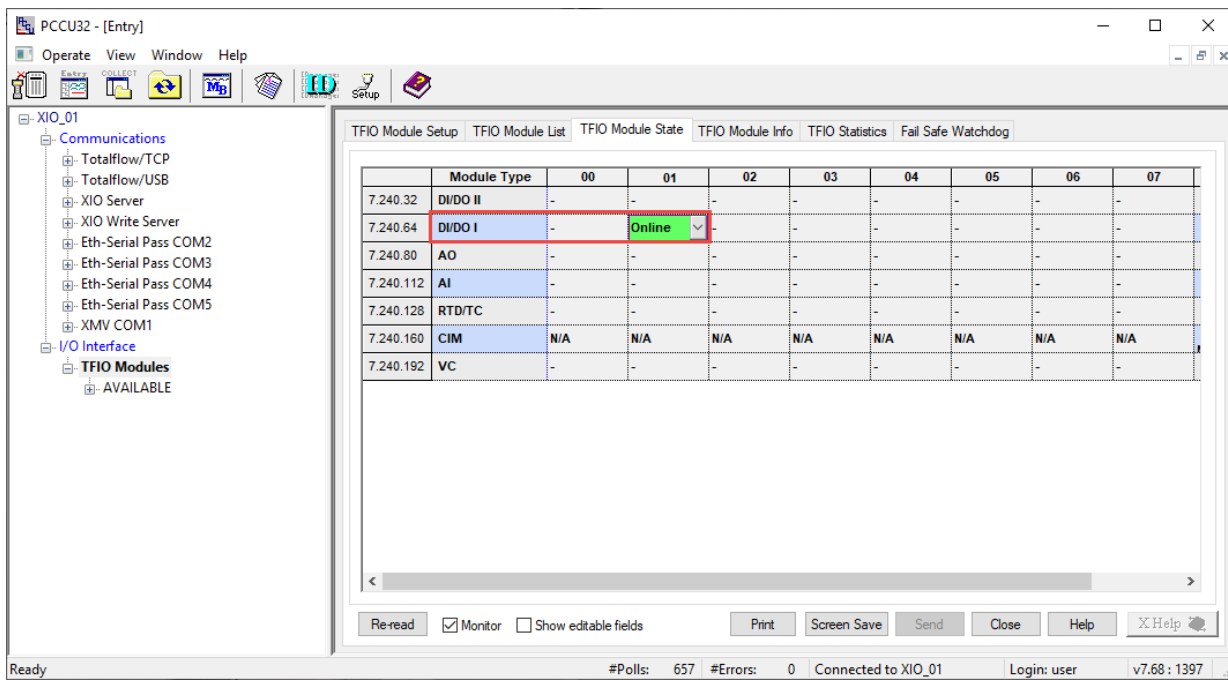 PCCU32 - [Entry]
Operate View Window Help
Entry COLLECT MB ID Setup
XIO_01
Communications
Totalflow/TCP
Totalflow/USB
XIO Server
XIO Write Server
Eth-Serial Pass COM2
Eth-Serial Pass COM3
Eth-Serial Pass COM4
Eth-Serial Pass COM5
XMV COM1
I/O Interface
TFIO Modules
AVAILABLE
TFIO Module Setup TFIO Module List TFIO Module State TFIO Module Info TFIO Statistics Fail Safe Watchdog
Module Type 00 01 02 03 04 05 06 07
7.240.32 DI/DO II - - - - - - - -
7.240.64 DI/DO I - Online - - - - - -
7.240.80 AO - - - - - - - -
7.240.112 AI - - - - - - - -
7.240.128 RTD/TC - - - - - - - -
7.240.160 CIM N/A N/A N/A N/A N/A N/A N/A N/A
7.240.192 VC - - - - - - - -
Re-read Monitor Show editable fields Print Screen Save Send Close Help X Help
Ready #Polls: 657 #Errors: 0 Connected to XIO_01 Login: user v7.68 : 1397